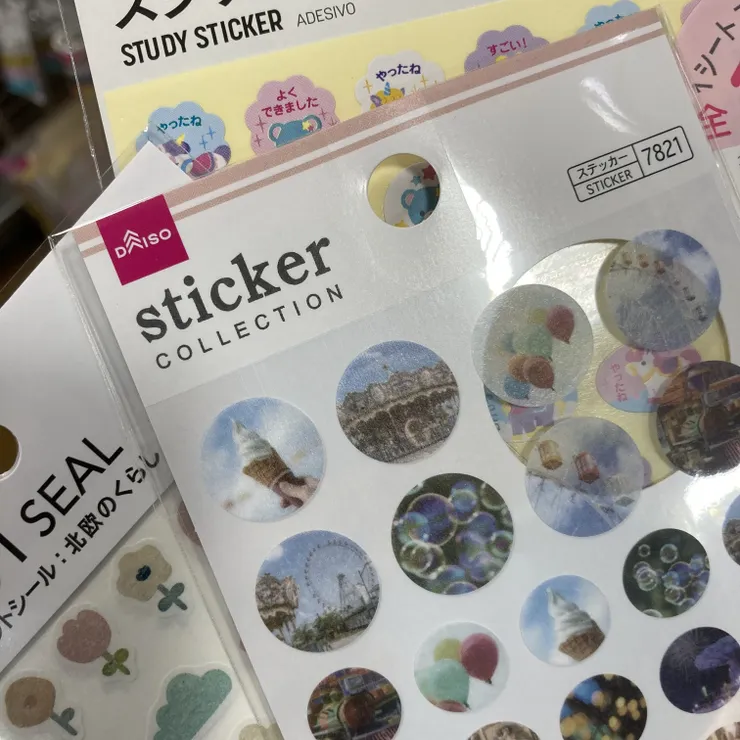 STUDY STICKER ADESIVO
すごい!
やったね
よく
できました
やったね
ステッカー
STICKER
7821
DAISO
sticker
COLLECTION
やったね
SEAL
トシール:北欧のくらし